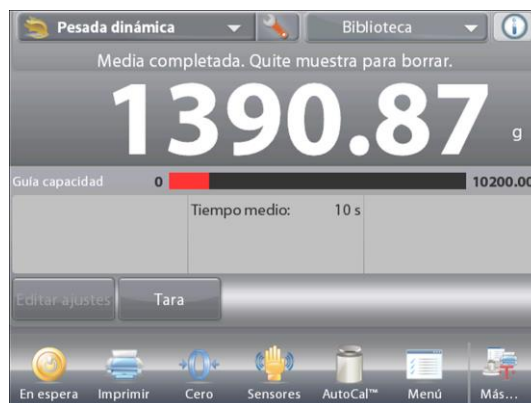 Pesada dinámica
Biblioteca
Media completada. Quite muestra para borrar.
1390.87 g
Guía capacidad 0 10200.00
Tiempo medio: 10 s
Editar ajustes Tara
En espera Imprimir Cero Sensores AutoCal™ Menú Más...